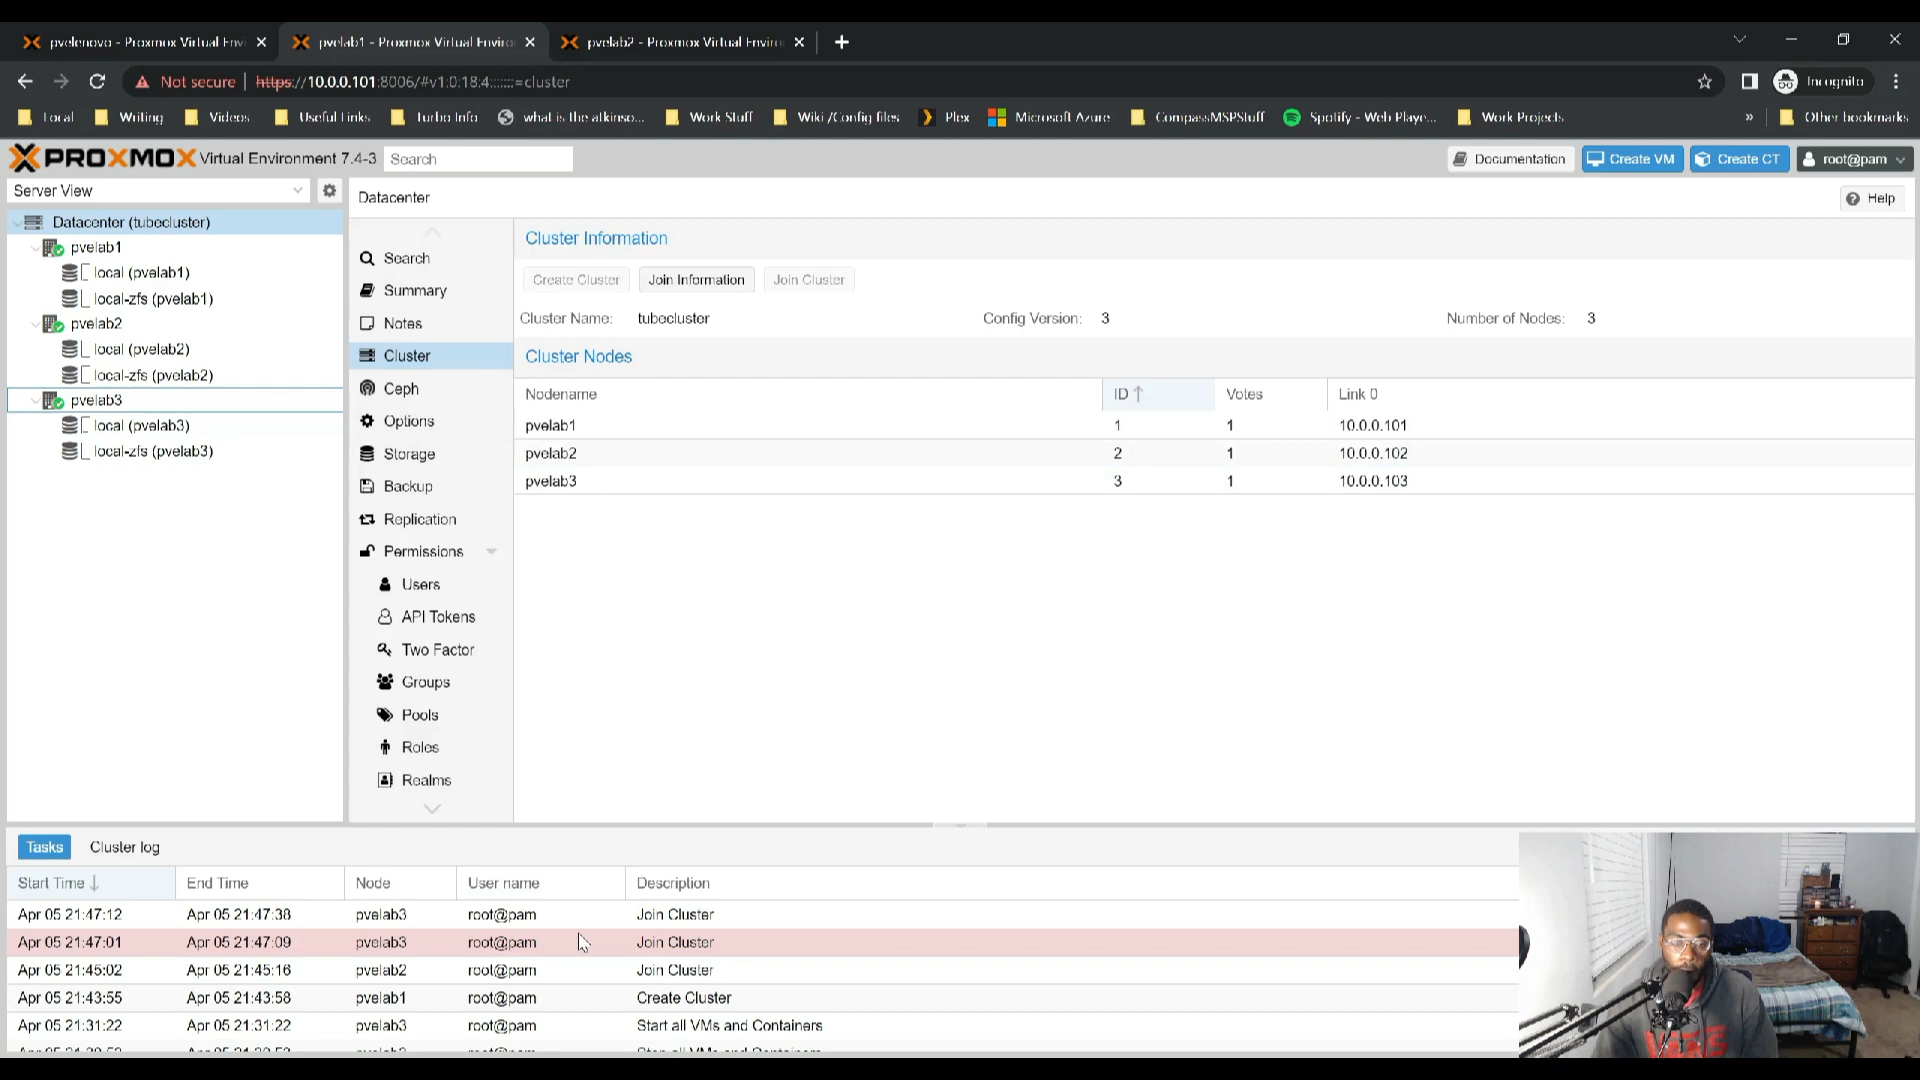 pvelenovo - Proxmox Virtual Envi
pvelab1 - Proxmox Virtual Enviro
pvelab2 - Proxmox Virtual Enviro
Not secure
https://10.0.0.101:8006/#v1:0:18:4:::::::=cluster
Incognito
Local
Writing
Videos
Useful Links
Turbo Info
what is the atkinso...
Work Stuff
Wiki /Config files
Plex
Microsoft Azure
CompassMSPStuff
Spotify - Web Playe...
Work Projects
»
Other bookmarks
PROXMOX Virtual Environment 7.4-3
Search
Documentation
Create VM
Create CT
root@pam
Server View
Datacenter
Help
Datacenter (tubecluster)
pvelab1
local (pvelab1)
local-zfs (pvelab1)
pvelab2
local (pvelab2)
local-zfs (pvelab2)
pvelab3
local (pvelab3)
local-zfs (pvelab3)
Search
Summary
Notes
Cluster
Ceph
Options
Storage
Backup
Replication
Permissions
Users
API Tokens
Two Factor
Groups
Pools
Roles
Realms
Cluster Information
Create Cluster
Join Information
Join Cluster
Cluster Name: tubecluster
Config Version: 3
Number of Nodes: 3
Cluster Nodes
Nodename ID Votes Link 0
pvelab1 1 1 10.0.0.101
pvelab2 2 1 10.0.0.102
pvelab3 3 1 10.0.0.103
Tasks
Cluster log
Start Time End Time Node User name Description
Apr 05 21:47:12 Apr 05 21:47:38 pvelab3 root@pam Join Cluster
Apr 05 21:47:01 Apr 05 21:47:09 pvelab3 root@pam Join Cluster
Apr 05 21:45:02 Apr 05 21:45:16 pvelab2 root@pam Join Cluster
Apr 05 21:43:55 Apr 05 21:43:58 pvelab1 root@pam Create Cluster
Apr 05 21:31:22 Apr 05 21:31:22 pvelab3 root@pam Start all VMs and Containers